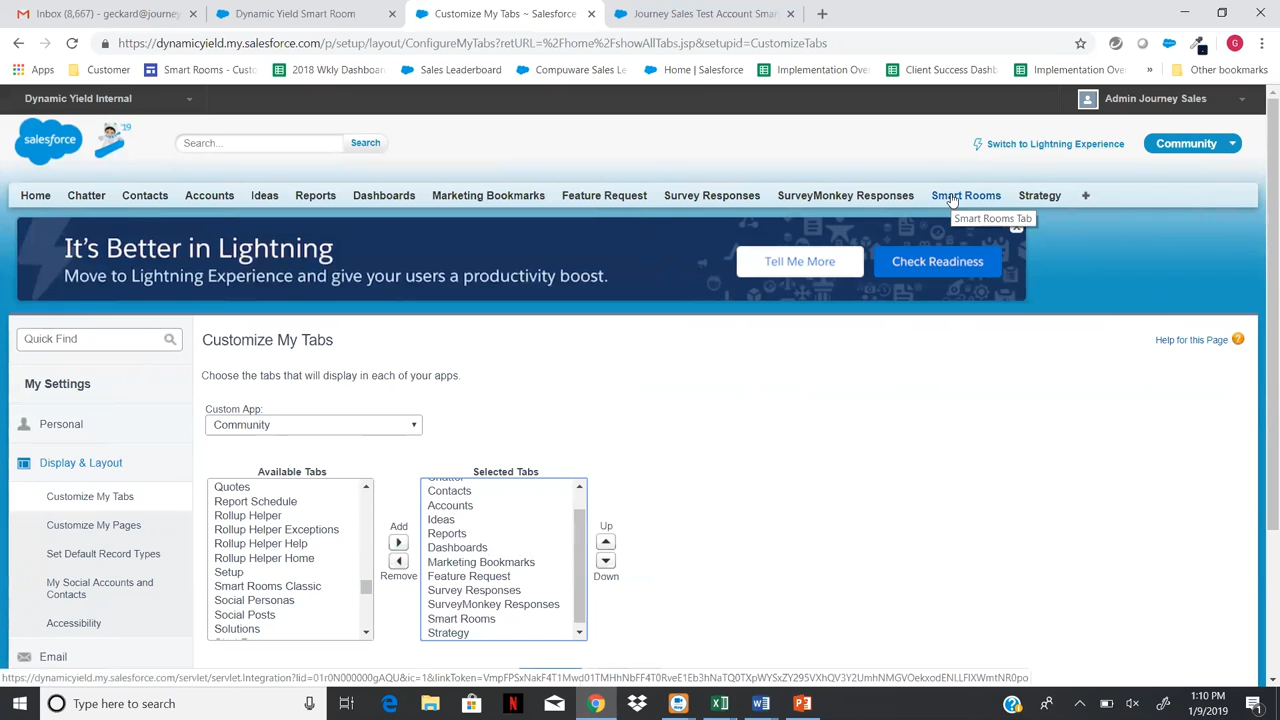 Inbox (8,667) - geckard@journey
Dynamic Yield Smart Room
Customize My Tabs ~ Salesforce
Journey Sales Test Account Smar
https://dynamicyield.my.salesforce.com/p/setup/layout/ConfigureMyTabs?retURL=%2Fhome%2FshowAllTabs.jsp&setupid=CustomizeTabs
G
Apps
Customer
Smart Rooms - Custo
2018 Wkly Dashboar
Sales Leaderboard
Compuware Sales Le
Home | Salesforce
Implementation Over
Client Success Dashb
Implementation Over
»
Other bookmarks
Dynamic Yield Internal
Admin Journey Sales
salesforce
'19
Search...
Search
Switch to Lightning Experience
Community
Home Chatter Contacts Accounts Ideas Reports Dashboards Marketing Bookmarks Feature Request Survey Responses SurveyMonkey Responses Smart Rooms Strategy +
Smart Rooms Tab
It's Better in Lightning
Move to Lightning Experience and give your users a productivity boost.
Tell Me More
Check Readiness
Quick Find
Customize My Tabs
Help for this Page ?
My Settings
Choose the tabs that will display in each of your apps.
Personal
Custom App:
Community
Display & Layout
Customize My Tabs
Customize My Pages
Set Default Record Types
My Social Accounts and
Contacts
Accessibility
Email
Available Tabs
Quotes
Report Schedule
Rollup Helper
Rollup Helper Exceptions
Rollup Helper Help
Rollup Helper Home
Setup
Smart Rooms Classic
Social Personas
Social Posts
Solutions
Add
Remove
Selected Tabs
Chatter
Contacts
Accounts
Ideas
Reports
Dashboards
Marketing Bookmarks
Feature Request
Survey Responses
SurveyMonkey Responses
Smart Rooms
Strategy
Up
Down
Type here to search
1:10 PM
1/9/2019